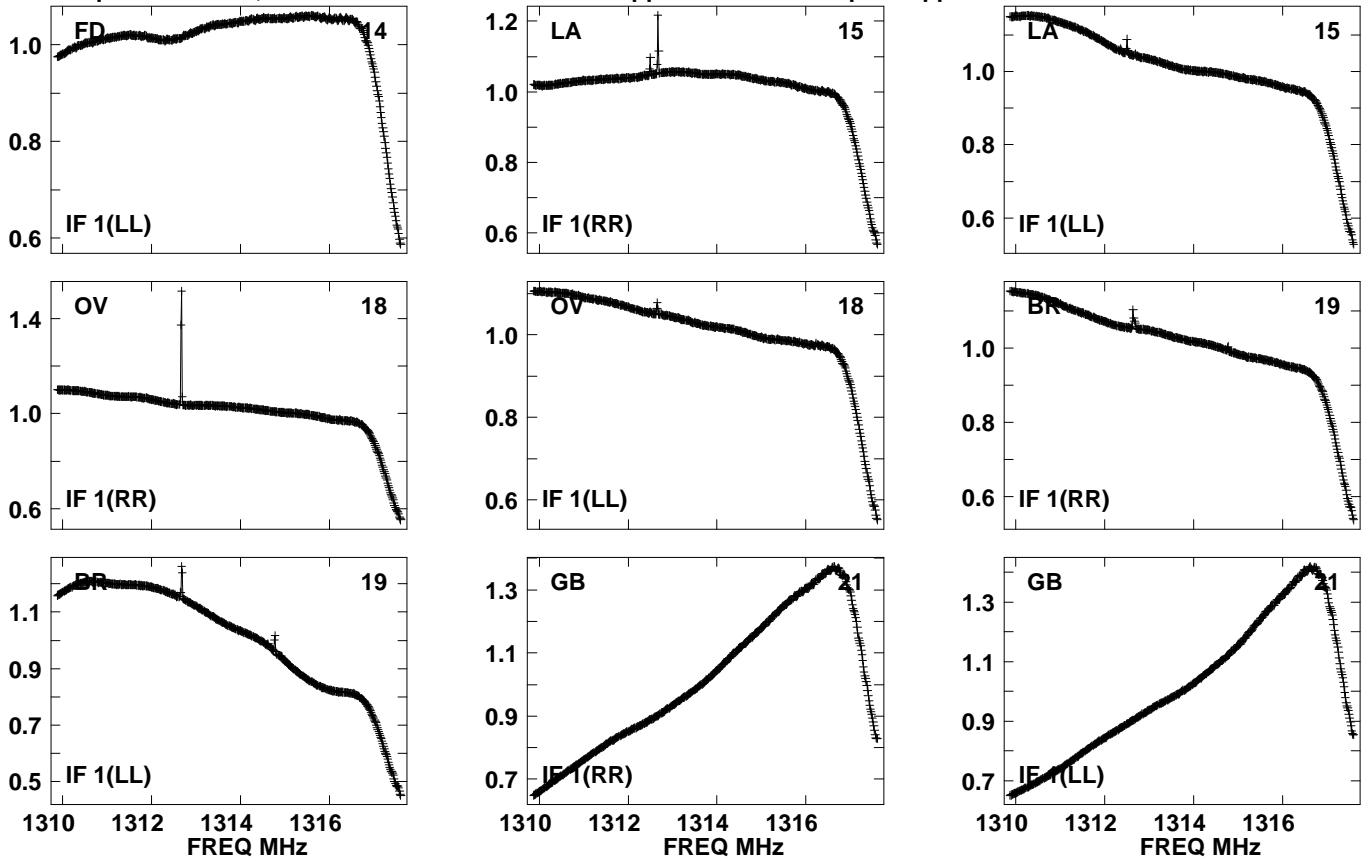 FD 14
1.0
0.8
0.6
IF 1(LL)
LA 15
1.2
1.0
0.8
0.6
IF 1(RR)
LA 15
1.0
0.8
0.6
IF 1(LL)
OV 18
1.4
1.0
0.6
IF 1(RR)
OV 18
1.0
0.8
0.6
IF 1(LL)
BR 19
1.0
0.8
0.6
IF 1(RR)
BR 19
1.1
0.9
0.7
0.5
IF 1(LL)
1310 1312 1314 1316
FREQ MHz
GB 21
1.3
1.1
0.9
0.7
IF 1(RR)
1310 1312 1314 1316
FREQ MHz
GB 21
1.3
1.1
0.9
0.7
IF 1(LL)
1310 1312 1314 1316
FREQ MHz